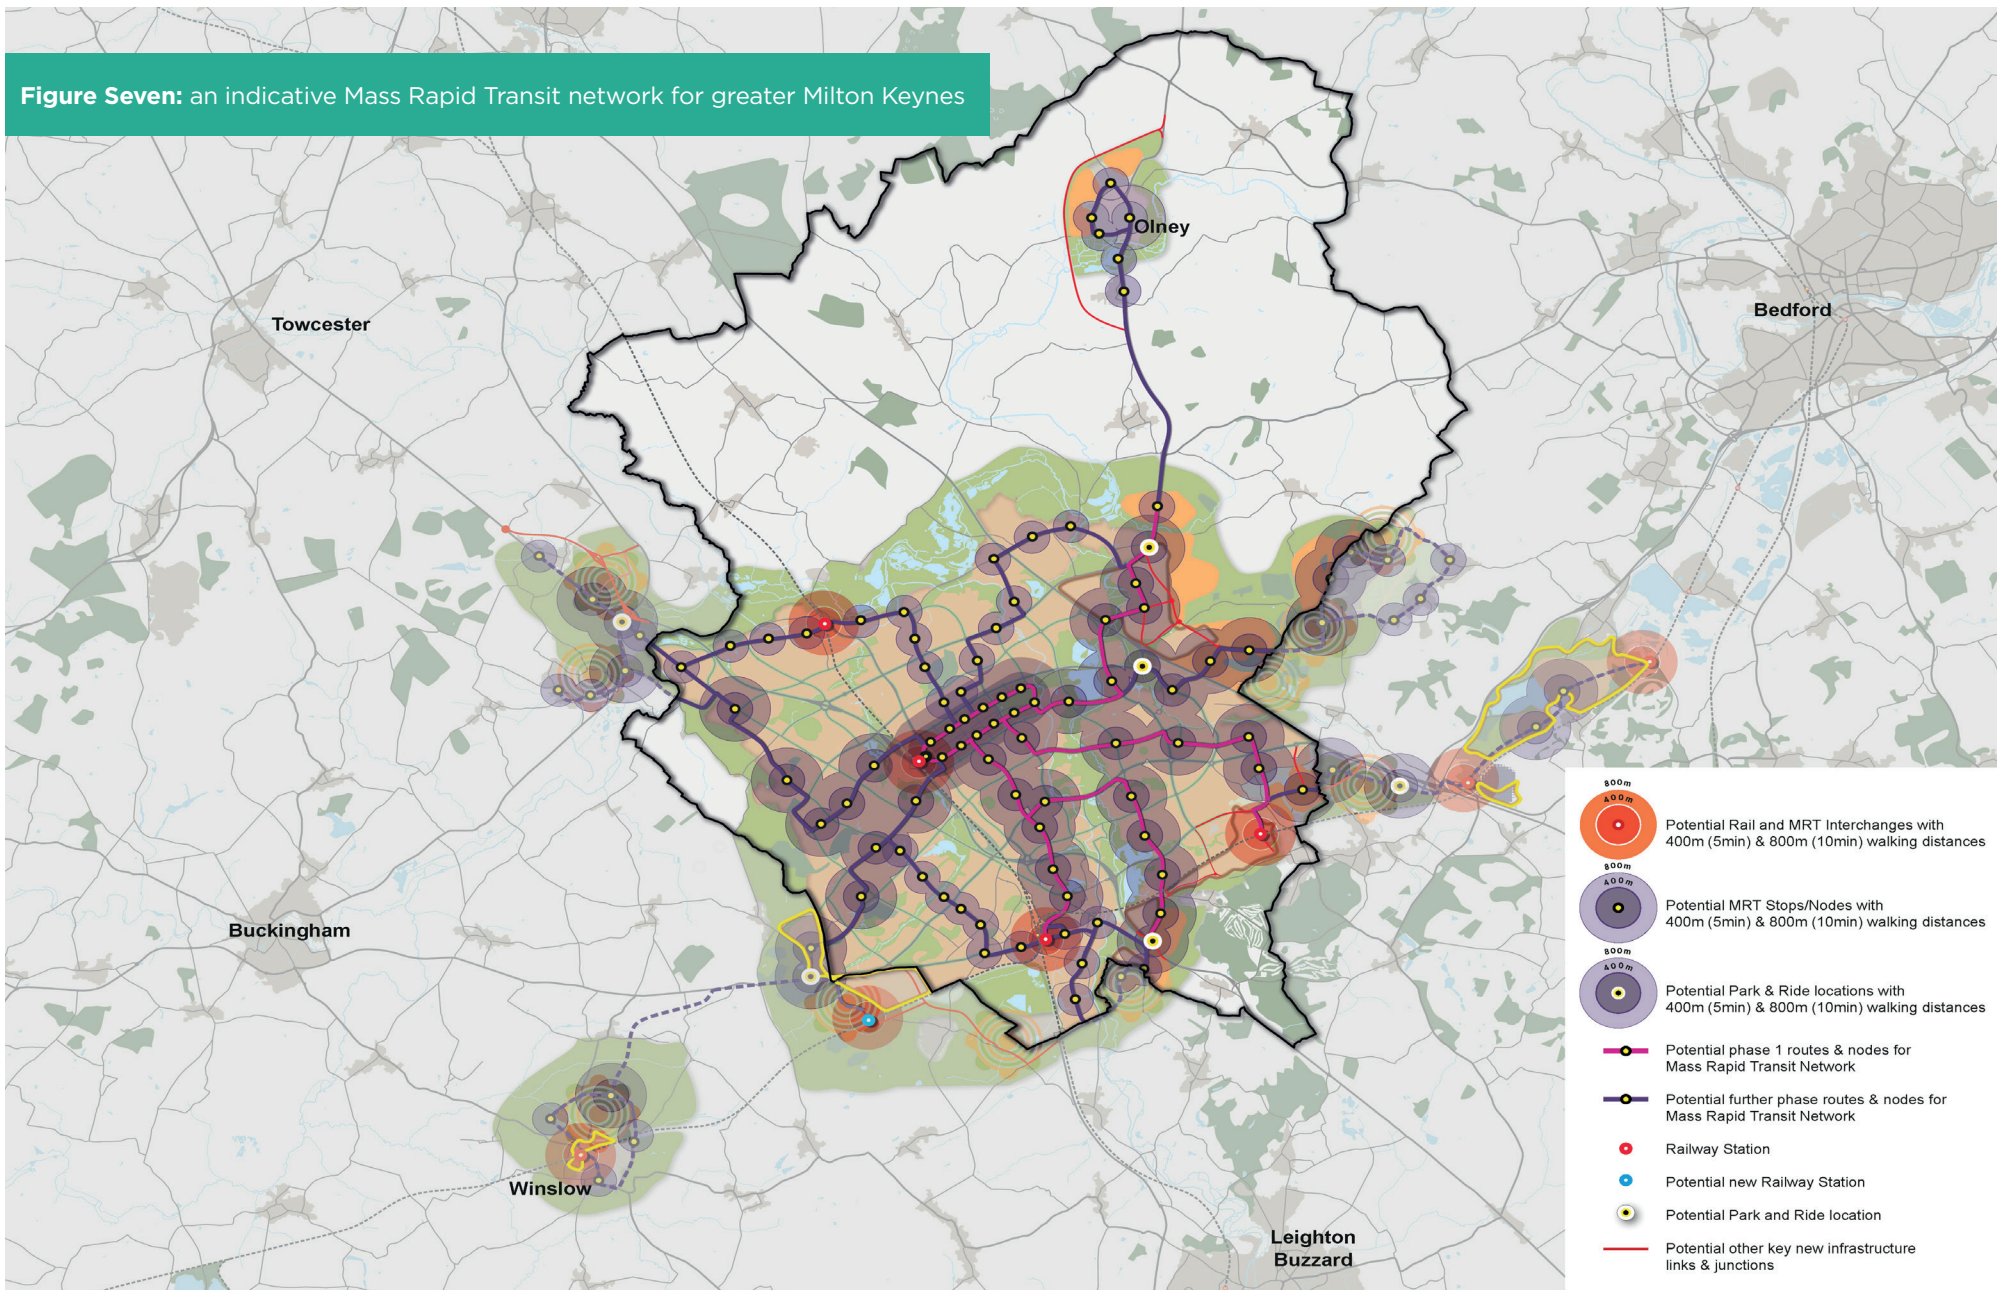 Figure Seven: an indicative Mass Rapid Transit network for greater Milton Keynes
Olney
Towcester
Bedford
Buckingham
Winslow
Leighton
Buzzard
800m
400m
Potential Rail and MRT Interchanges with
400m (5min) & 800m (10min) walking distances
800m
400m
Potential MRT Stops/Nodes with
400m (5min) & 800m (10min) walking distances
800m
400m
Potential Park & Ride locations with
400m (5min) & 800m (10min) walking distances
Potential phase 1 routes & nodes for
Mass Rapid Transit Network
Potential further phase routes & nodes for
Mass Rapid Transit Network
Railway Station
Potential new Railway Station
Potential Park and Ride location
Potential other key new infrastructure
links & junctions